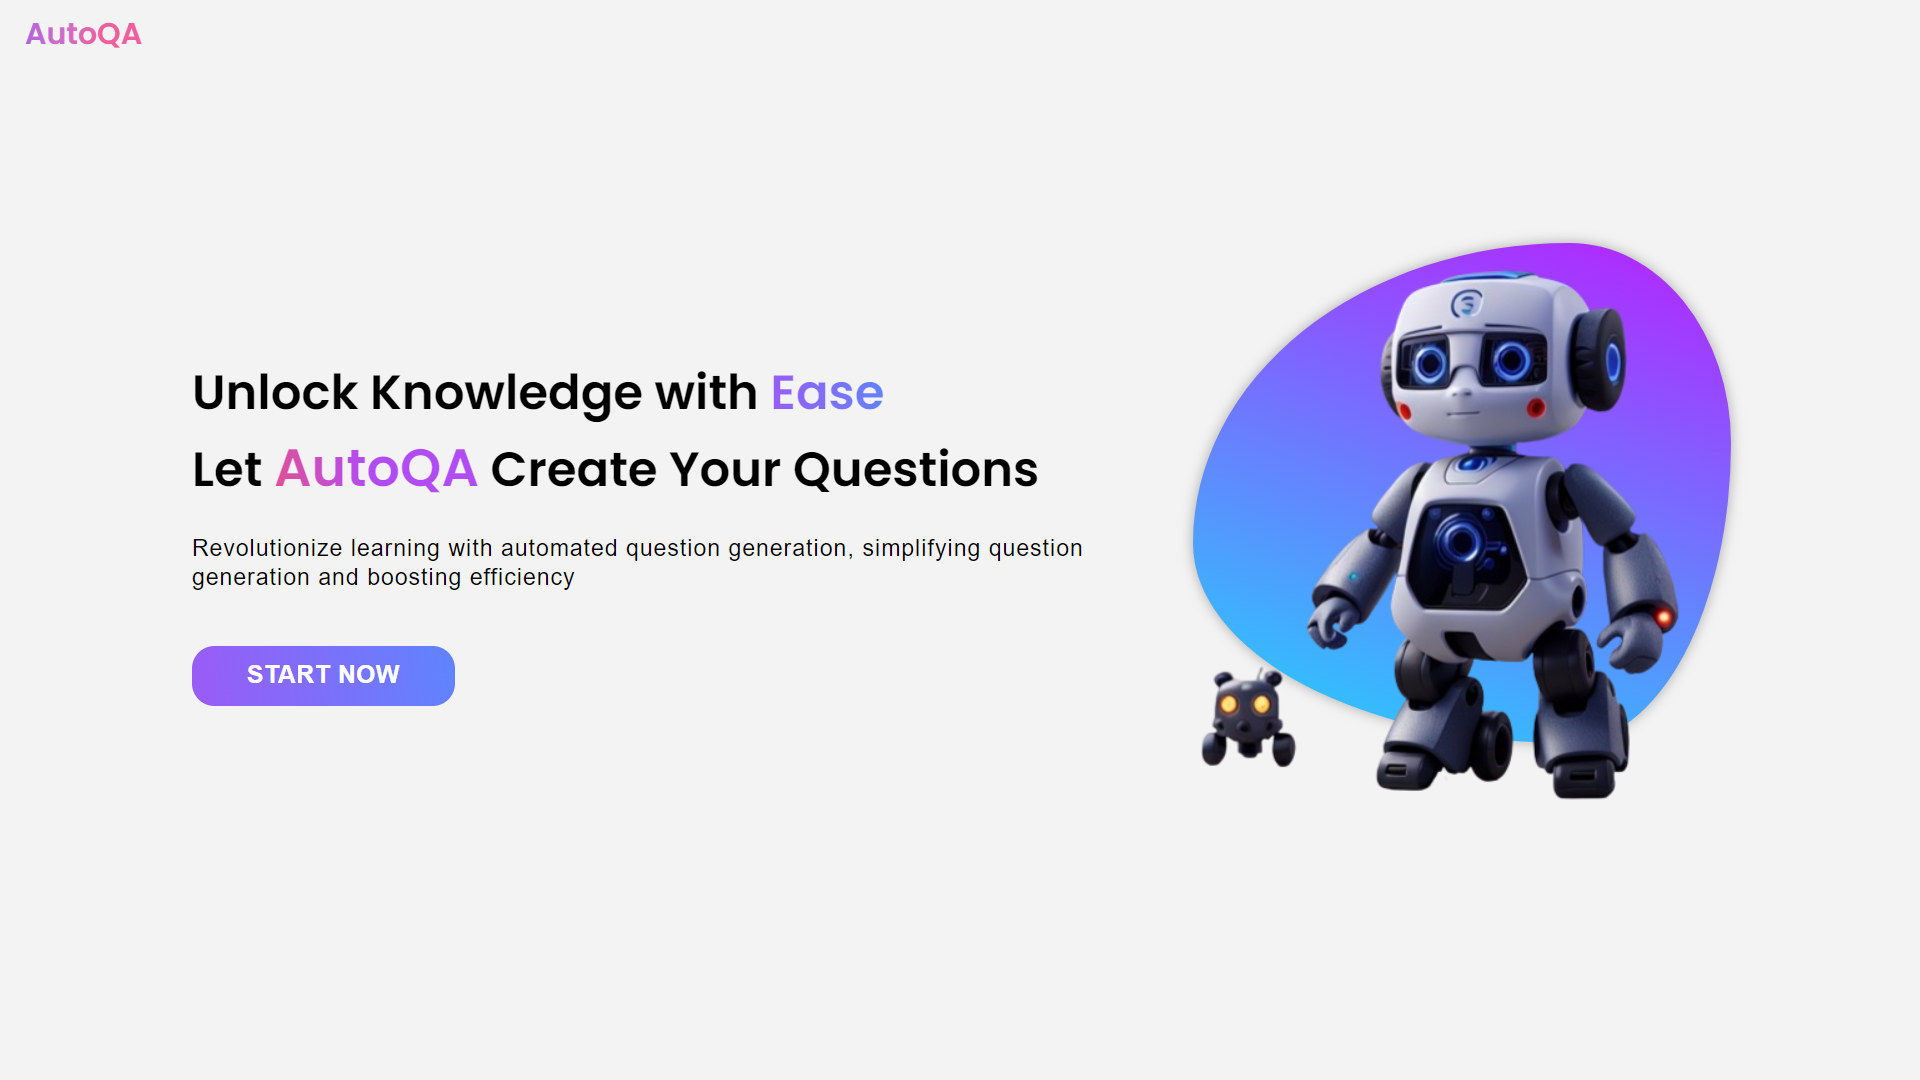 AutoQA
Unlock Knowledge with Ease
Let AutoQA Create Your Questions
Revolutionize learning with automated question generation, simplifying question
generation and boosting efficiency
START NOW